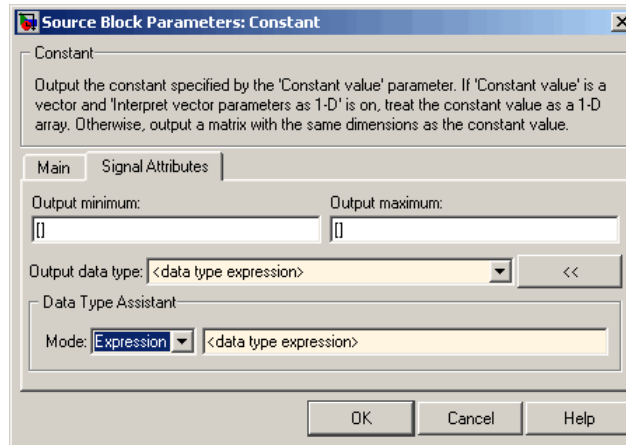 Source Block Parameters: Constant
Constant
Output the constant specified by the 'Constant value' parameter. If 'Constant value' is a
vector and 'Interpret vector parameters as 1-D' is on, treat the constant value as a 1-D
array. Otherwise, output a matrix with the same dimensions as the constant value.
Main Signal Attributes
Output minimum: Output maximum:
[] []
Output data type: <data type expression> <<
Data Type Assistant
Mode: Expression <data type expression>
OK Cancel Help